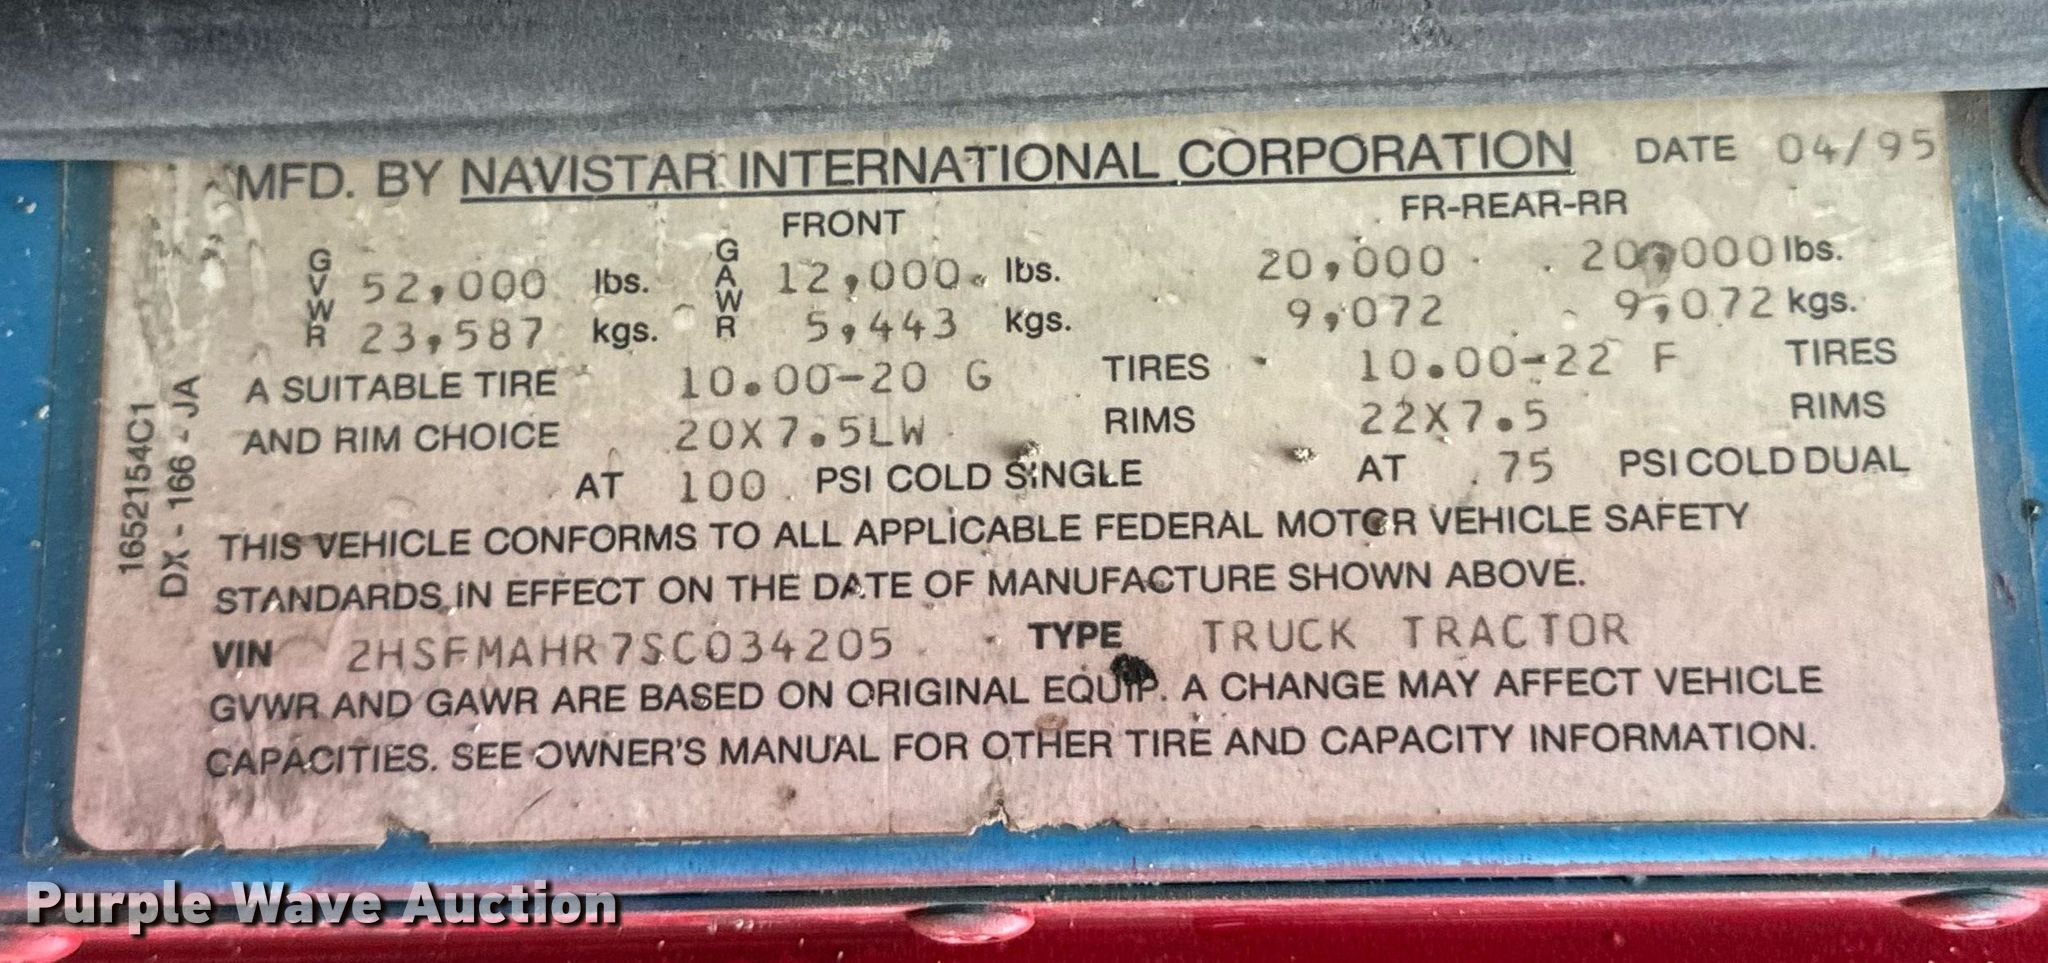 MFD. BY NAVISTAR INTERNATIONAL CORPORATION DATE 04/95
FRONT FR-REAR-RR
GVWR 52,000 lbs. GAWR 12,000 lbs. 20,000 20,000 lbs.
23,587 kgs. 5,443 kgs. 9,072 9,072 kgs.
A SUITABLE TIRE 10.00-20 G TIRES 10.00-22 F TIRES
AND RIM CHOICE 20X7.5LW RIMS 22X7.5 RIMS
AT 100 PSI COLD SINGLE AT 75 PSI COLD DUAL
THIS VEHICLE CONFORMS TO ALL APPLICABLE FEDERAL MOTOR VEHICLE SAFETY
STANDARDS IN EFFECT ON THE DATE OF MANUFACTURE SHOWN ABOVE.
VIN 2HSFMAHR7SC034205 TYPE TRUCK TRACTOR
GVWR AND GAWR ARE BASED ON ORIGINAL EQUIP. A CHANGE MAY AFFECT VEHICLE
CAPACITIES. SEE OWNER'S MANUAL FOR OTHER TIRE AND CAPACITY INFORMATION.
1652154C1
DX - 166 - JA
Purple Wave Auction